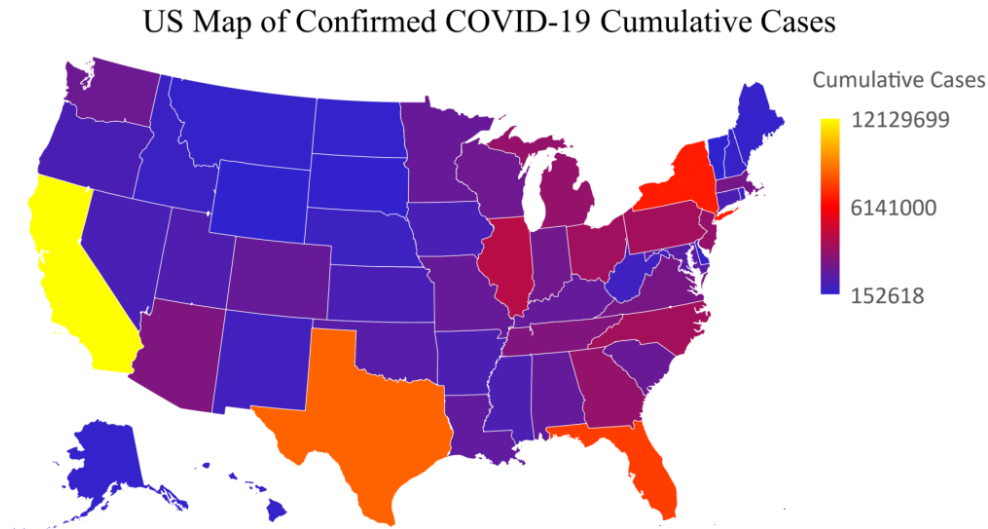 US Map of Confirmed COVID-19 Cumulative Cases
Cumulative Cases
12129699
6141000
152618